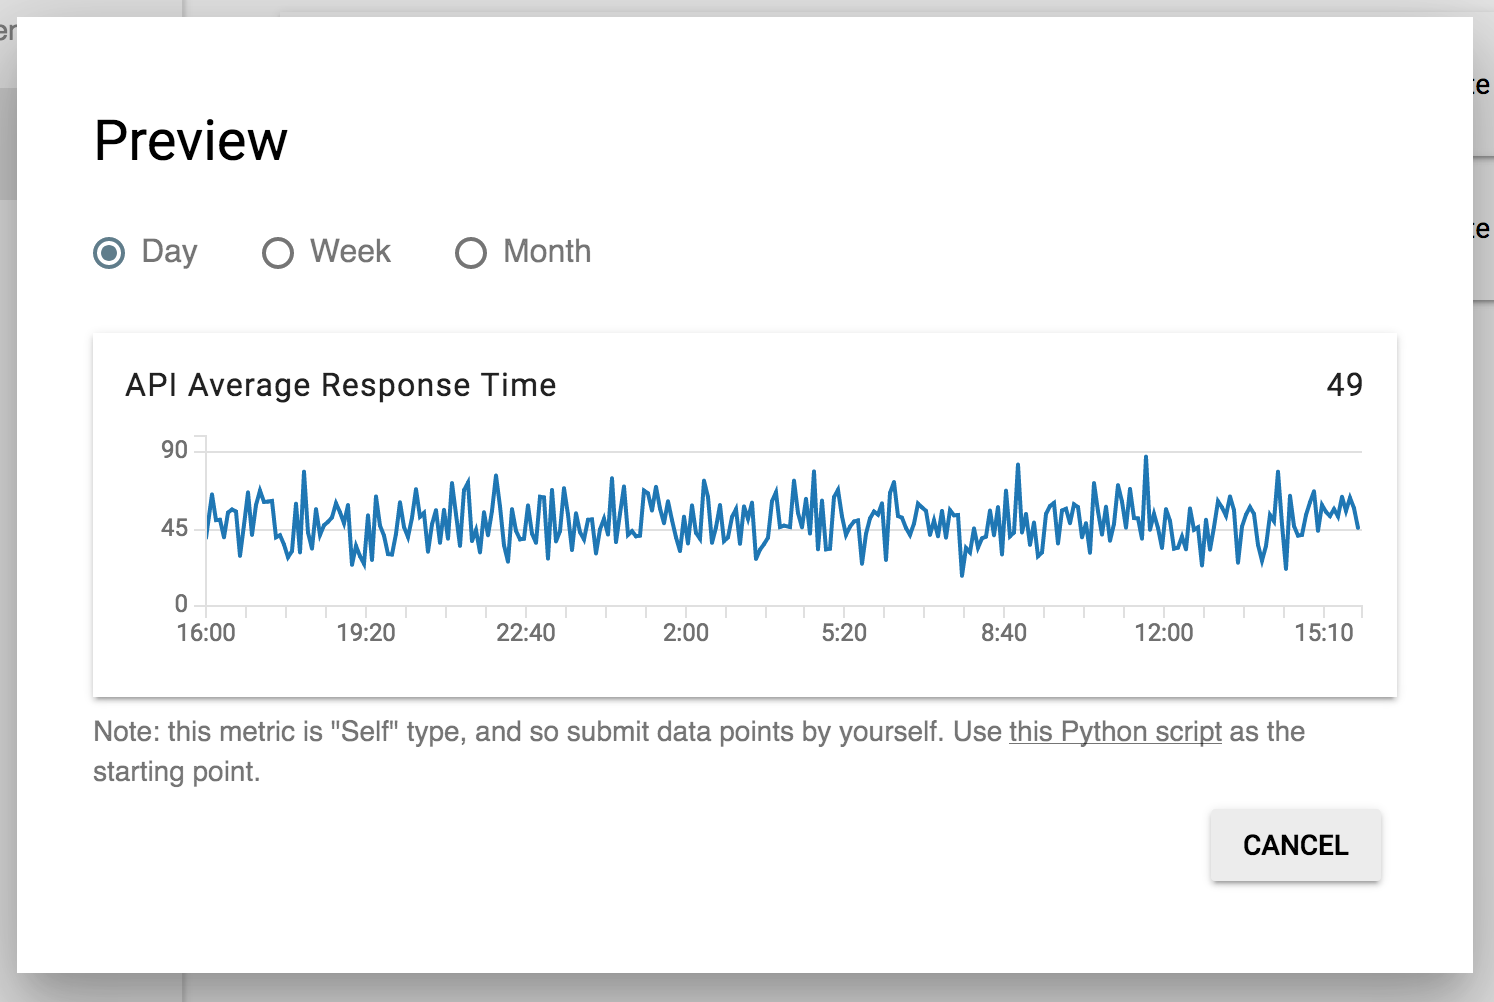 Preview
Day Week Month
API Average Response Time 49
90
45
0
16:00 19:20 22:40 2:00 5:20 8:40 12:00 15:10
Note: this metric is "Self" type, and so submit data points by yourself. Use this Python script as the
starting point.
CANCEL